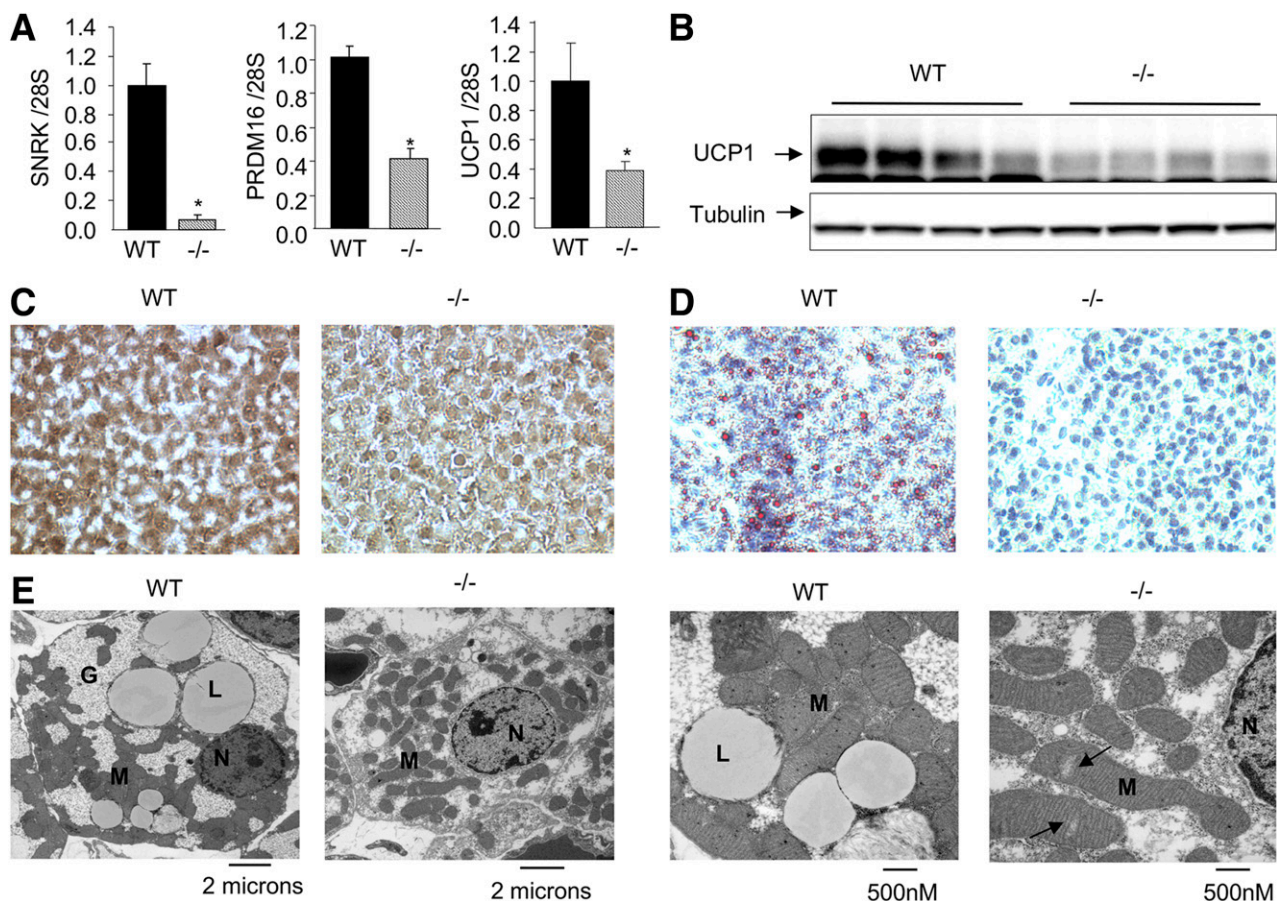 A
SNRK /28S
1.4
1.2
1.0
0.8
0.6
0.4
0.2
0.0
*
WT -/-
PRDM16 /28S
1.2
1.0
0.8
0.6
0.4
0.2
0.0
*
WT -/-
UCP1 /28S
1.4
1.2
1.0
0.8
0.6
0.4
0.2
0.0
*
WT -/-
B
WT -/-
UCP1
Tubulin
C
WT -/-
D
WT -/-
E
WT -/-
G
L
N
M
2 microns
N
M
2 microns
WT -/-
M
L
500nM
N
M
500nM